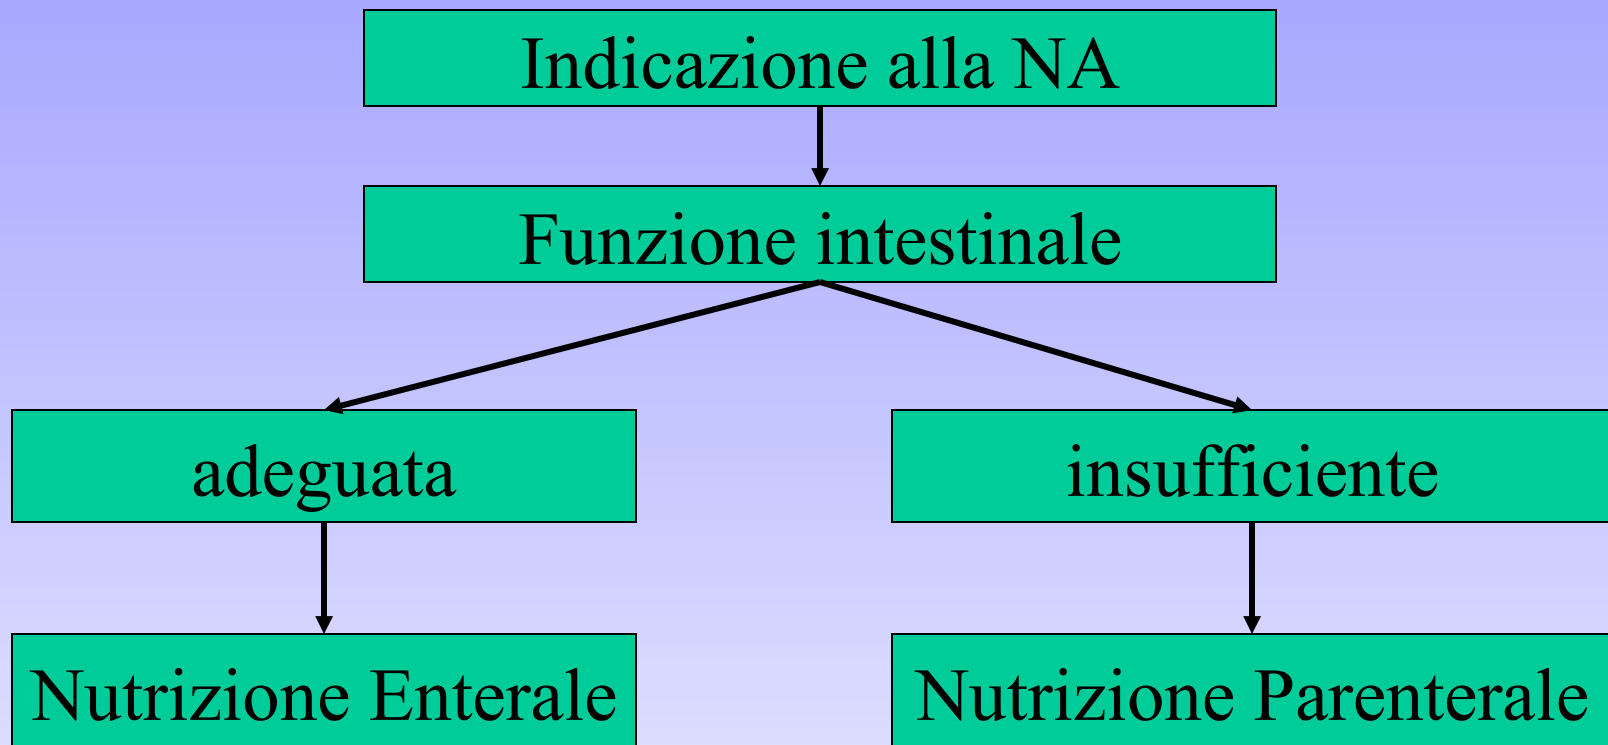 Indicazione alla NA
Funzione intestinale
adeguata
insufficiente
Nutrizione Enterale
Nutrizione Parenterale